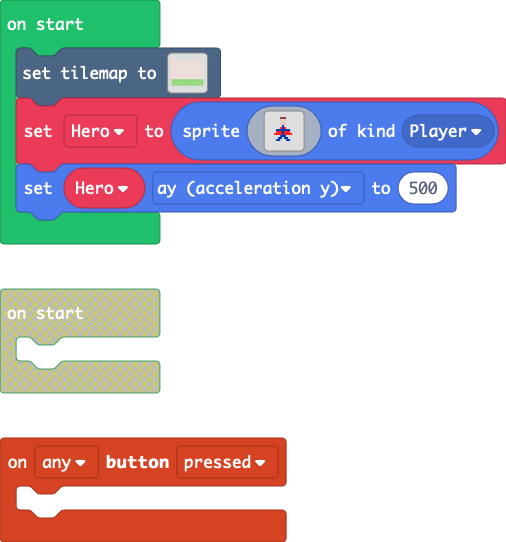 on start
set tilemap to
set Hero to sprite of kind Player
set Hero ay (acceleration y) to 500
on start
on any button pressed